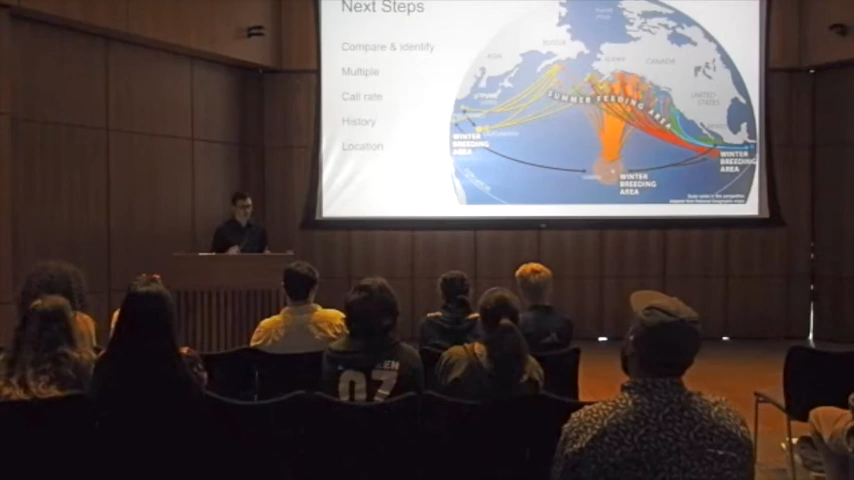 Next Steps
Compare & identify
Multiple
Call rate
History
Location
RUSSIA
CANADA
UNITED
STATES
SUMMER FEEDING AREA
WINTER
BREEDING
AREA
WINTER
BREEDING
AREA
WINTER
BREEDING
AREA
07